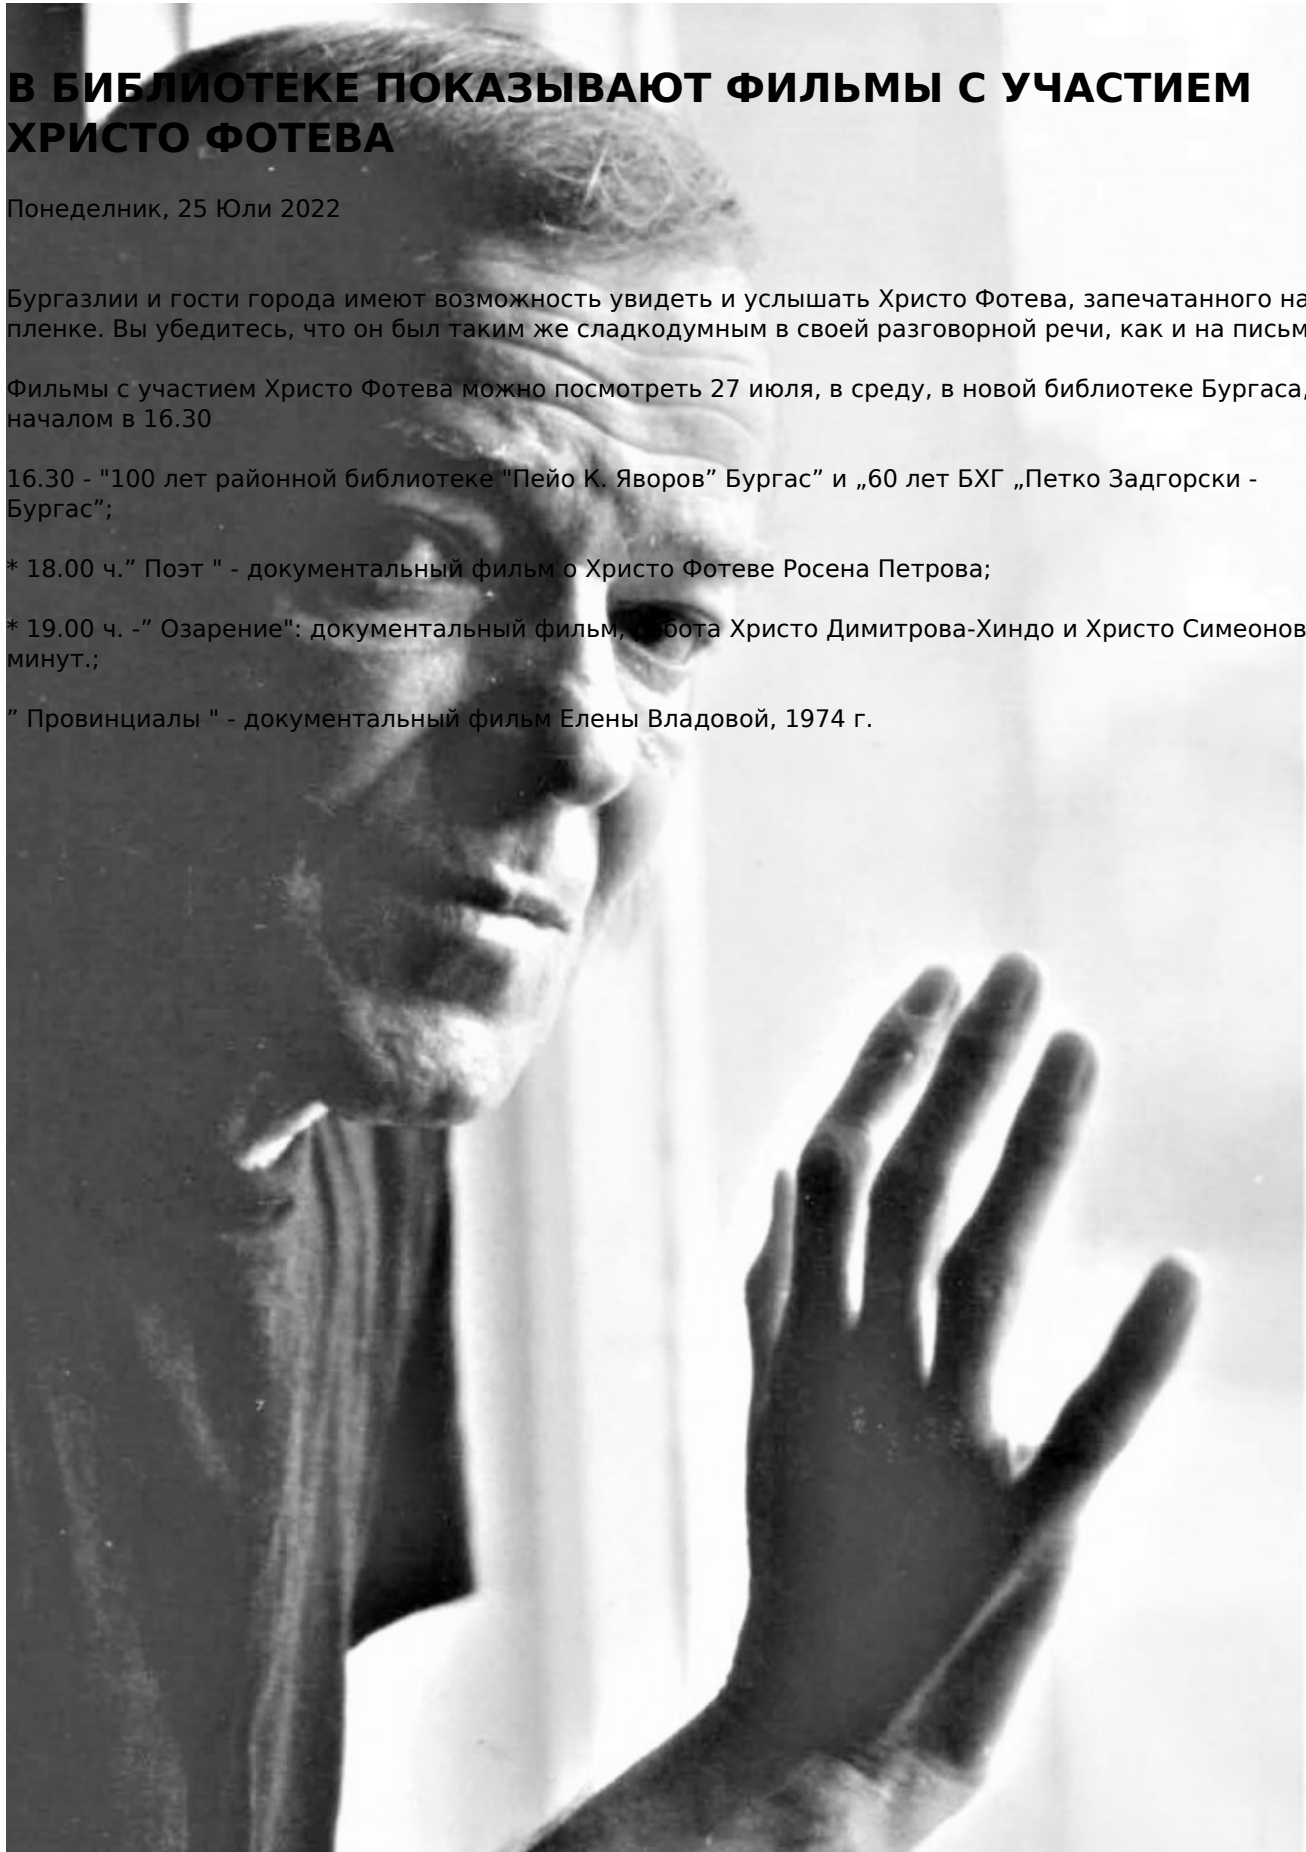 В БИБЛИОТЕКЕ ПОКАЗЫВАЮТ ФИЛЬМЫ С УЧАСТИЕМ
ХРИСТО ФОТЕВА
Понеделник, 25 Юли 2022
Бургазлии и гости города имеют возможность увидеть и услышать Христо Фотева, запечатанного на
пленке. Вы убедитесь, что он был таким же сладкодумным в своей разговорной речи, как и на
Фильмы с участием Христо Фотева можно посмотреть 27 июля, в среду, в новой библиотеке Бургаса,
началом в 16.30
16.30 - "100 лет районной библиотеке "Пейо К. Яворов” Бургас” и „60 лет БХГ „Петко Задгорски -
Бургас”;
* 18.00 ч.” Поэт " - документальный фильм о Христо Фотеве Росена Петрова;
* 19.00 ч. -” Озарение": документальный фильм, работа Христо Димитрова-Хиндо и Христо Симеонов
минут.;
” Провинциалы " - документальный фильм Елены Владовой, 1974 г.